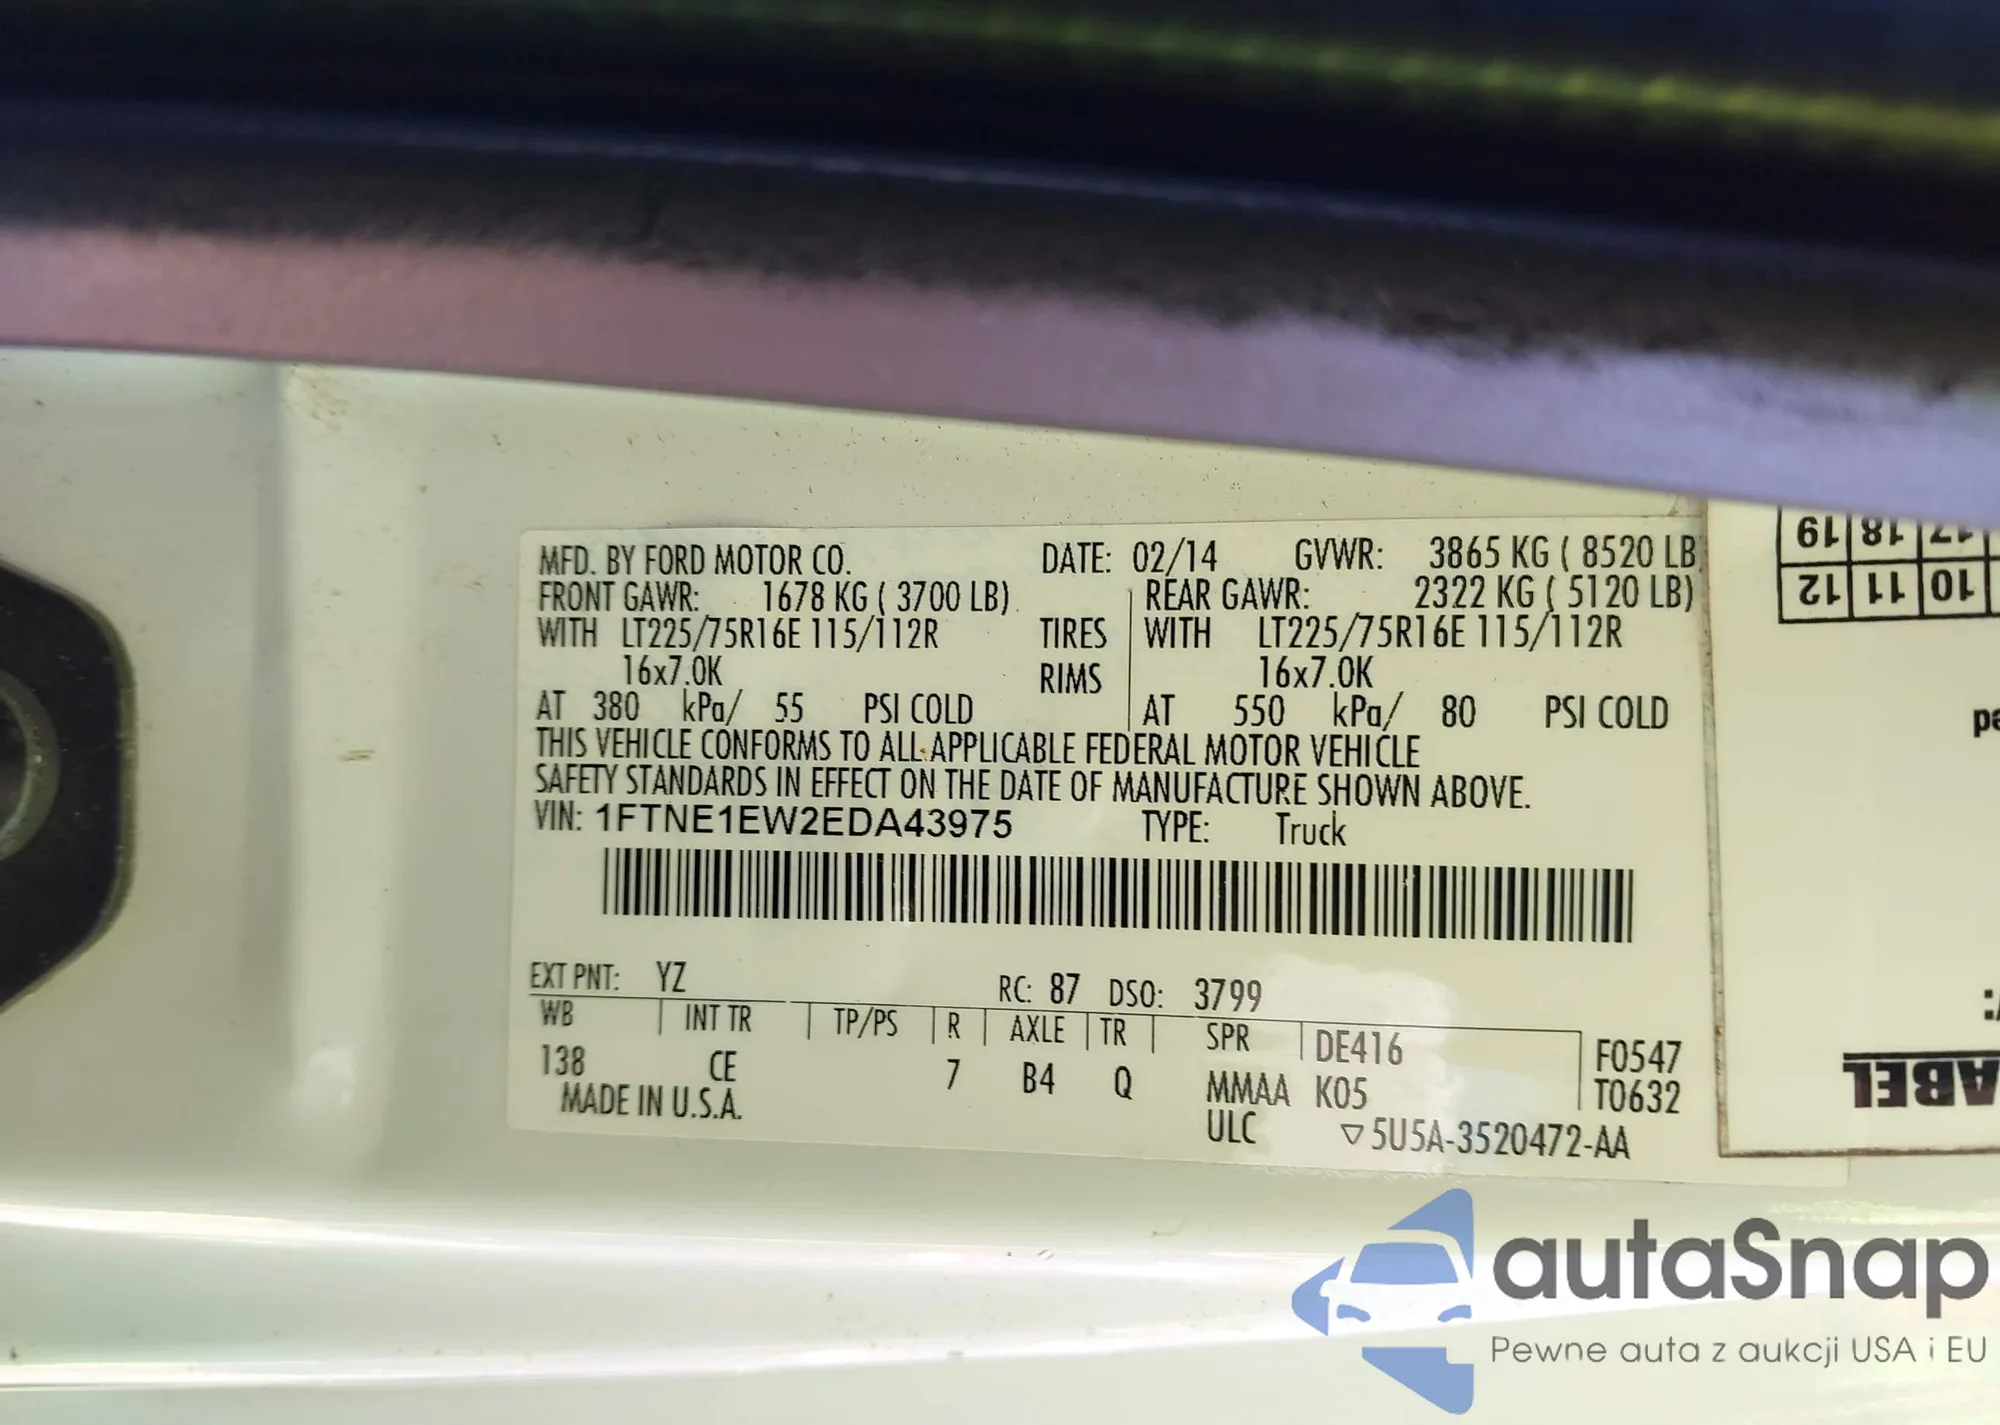 MFD. BY FORD MOTOR CO. DATE: 02/14 GVWR: 3865 KG ( 8520 LB
FRONT GAWR: 1678 KG ( 3700 LB) REAR GAWR: 2322 KG ( 5120 LB)
WITH LT225/75R16E 115/112R TIRES WITH LT225/75R16E 115/112R
16x7.0K RIMS 16x7.0K
AT 380 kPa/ 55 PSI COLD AT 550 kPa/ 80 PSI COLD
THIS VEHICLE CONFORMS TO ALL APPLICABLE FEDERAL MOTOR VEHICLE
SAFETY STANDARDS IN EFFECT ON THE DATE OF MANUFACTURE SHOWN ABOVE.
VIN: 1FTNE1EW2EDA43975 TYPE: Truck
EXT PNT: YZ RC: 87 DSO: 3799
WB INT TR TP/PS R AXLE TR SPR DE416 F0547
138 CE 7 B4 Q MMAA K05 T0632
MADE IN U.S.A. ULC ▽5U5A-3520472-AA
19 18 17
12 11 10
ABEL
autaSnap
Pewne auta z aukcji USA i EU